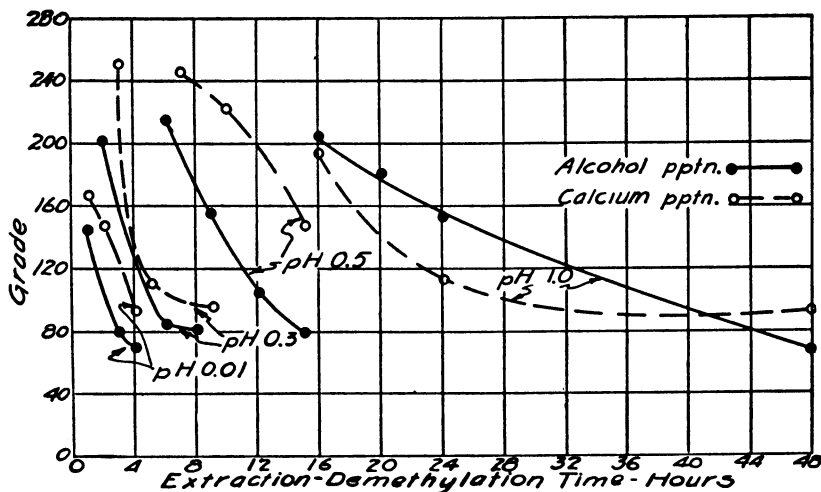 280
240
200
160
120
80
40
0
Grade
Alcohol pptn.
Calcium pptn.
pH 0.5
pH 1.0
pH 0.3
pH 0.01
0 4 8 12 16 20 24 28 32 36 40 44 48
Extraction-Demethylation Time-Hours